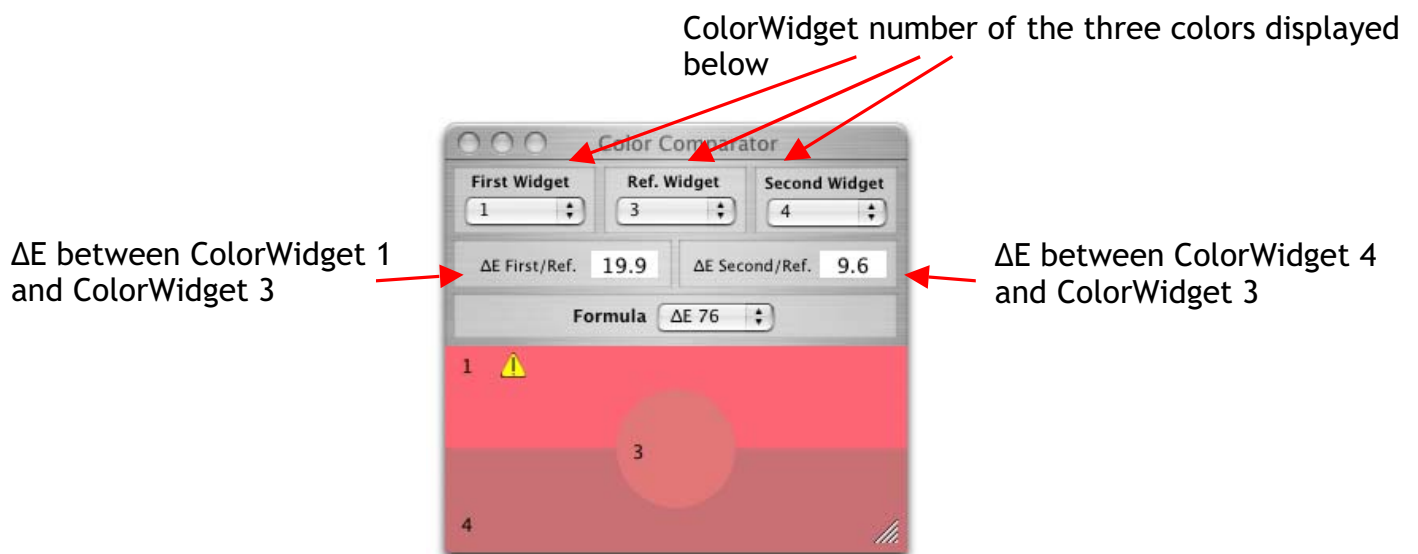 ColorWidget number of the three colors displayed
below
Color Comparator
First Widget
Ref. Widget
Second Widget
1
3
4
ΔE between ColorWidget 1
and ColorWidget 3
ΔE First/Ref. 19.9
ΔE Second/Ref. 9.6
ΔE between ColorWidget 4
and ColorWidget 3
Formula ΔE 76
1
3
4